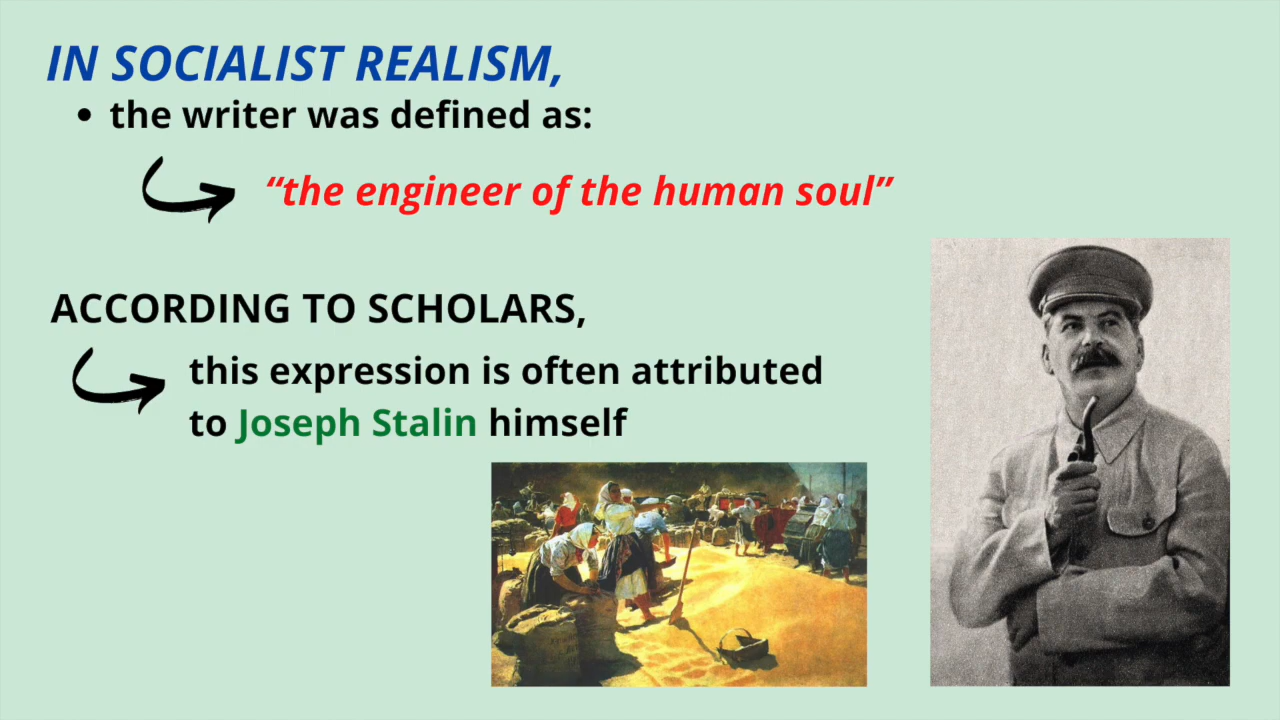 IN SOCIALIST REALISM,
• the writer was defined as:
“the engineer of the human soul”
ACCORDING TO SCHOLARS,
this expression is often attributed
to Joseph Stalin himself